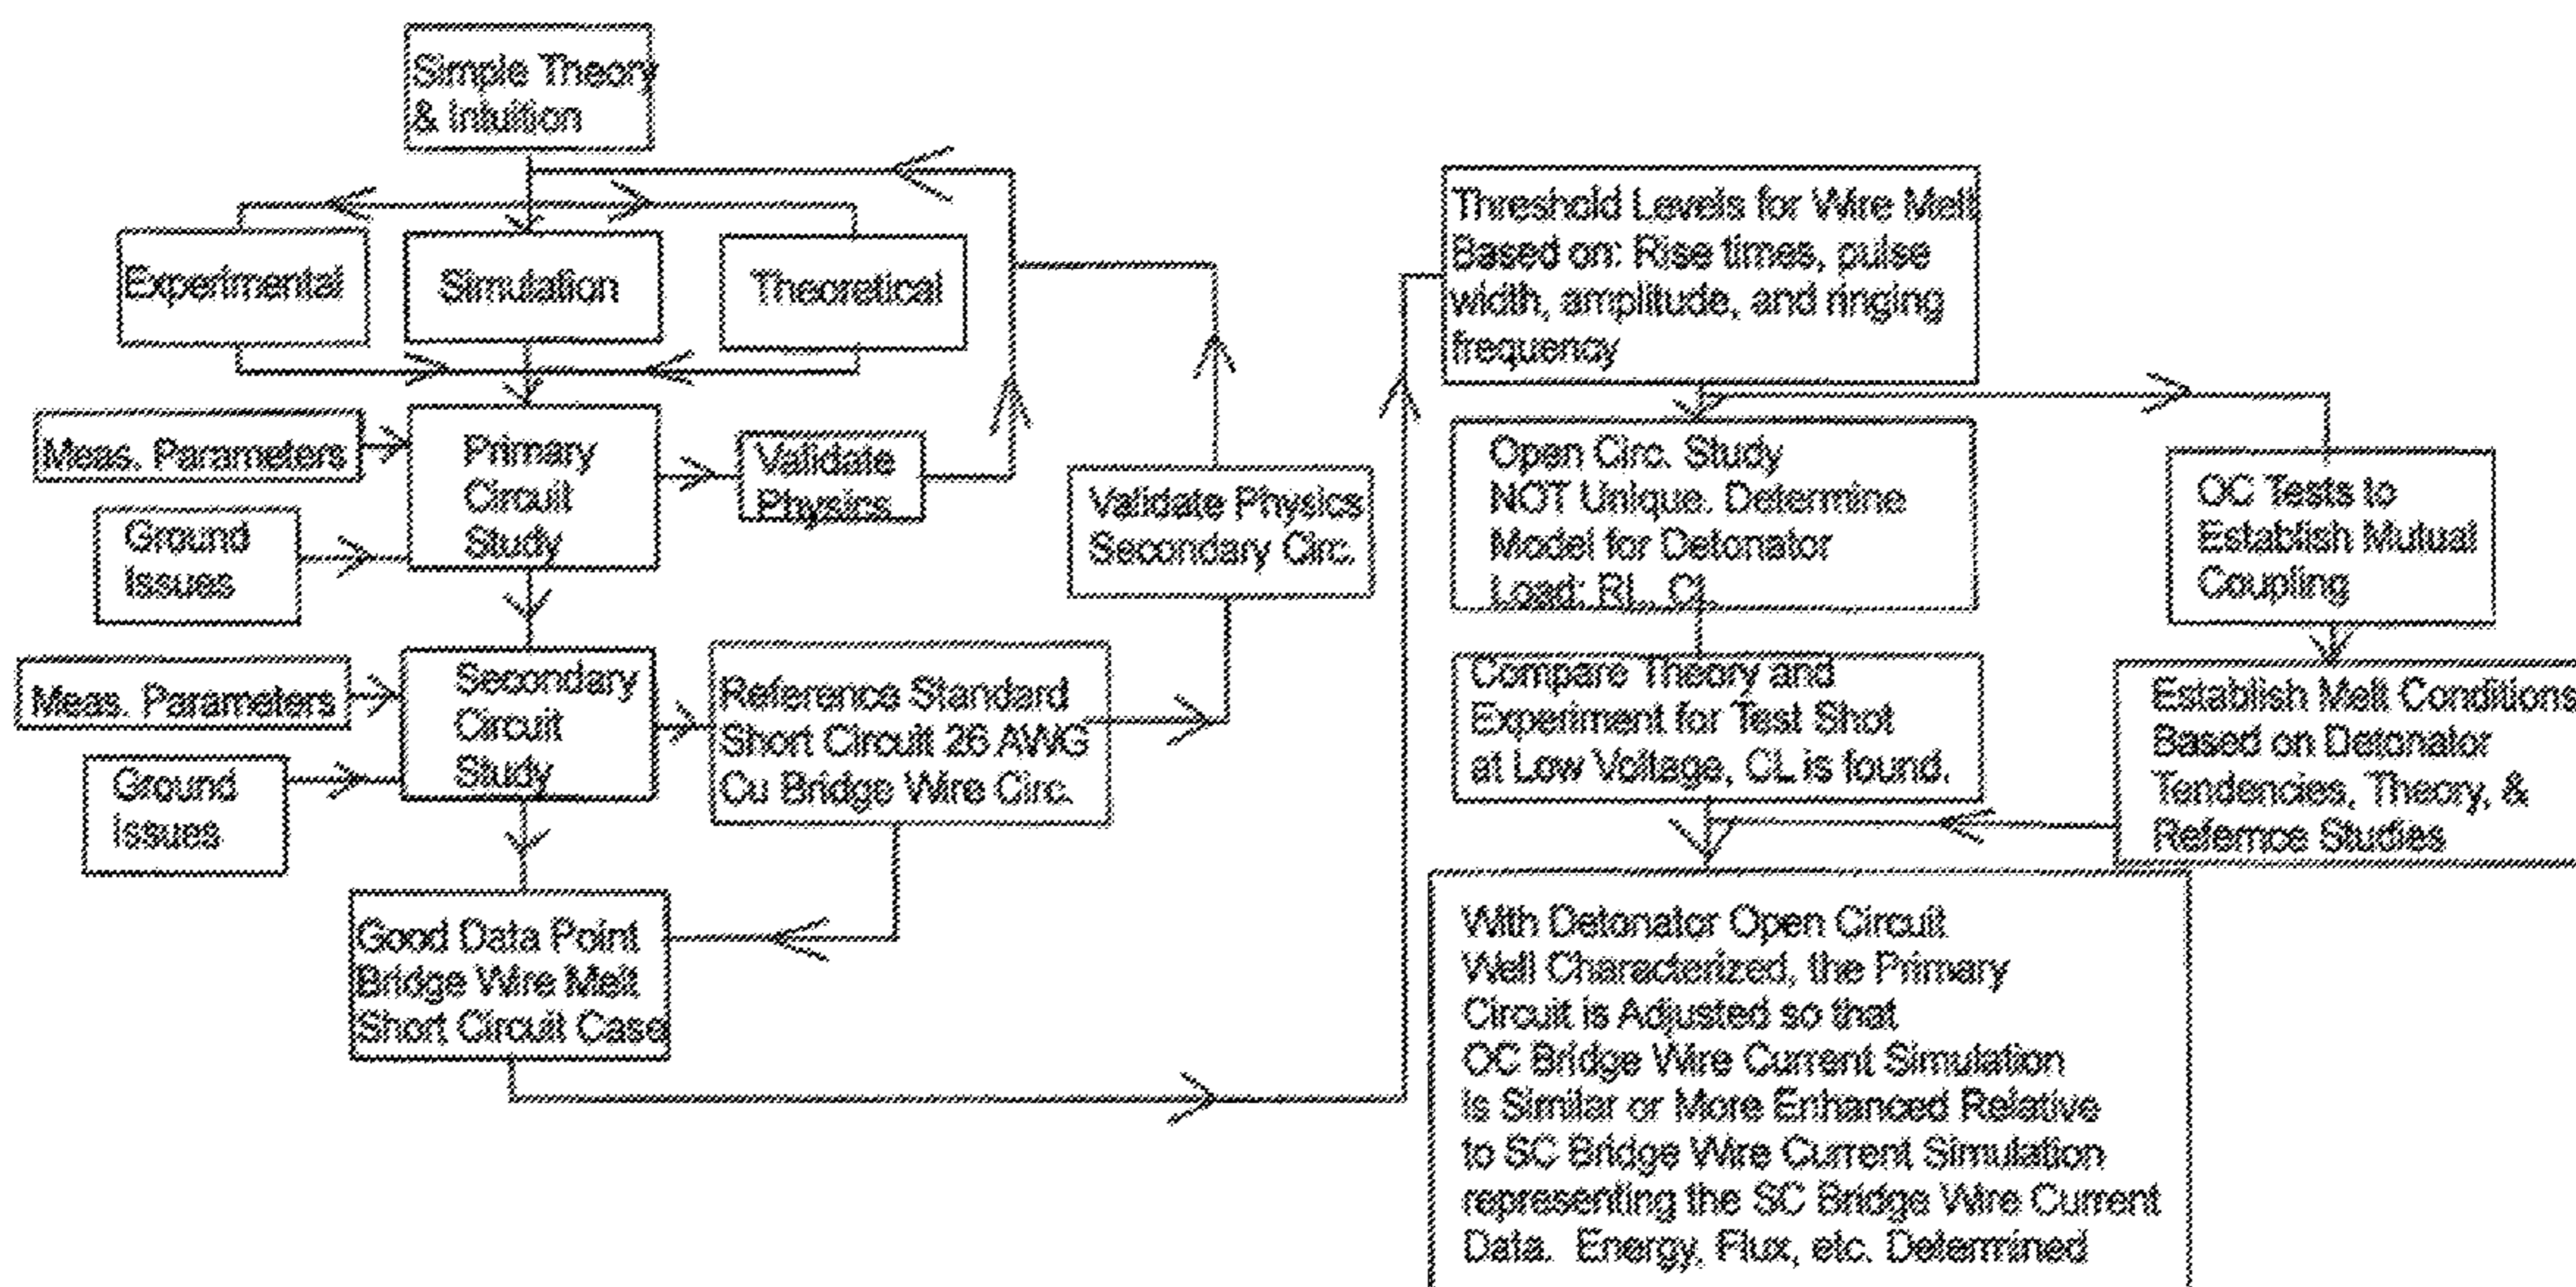 Simple Theory
& Intuition
Experimental
Simulation
Theoretical
Meas. Parameters
Primary
Circuit
Study
Validate
Physics
Ground
Issues
Validate Physics
Secondary Circ.
Meas. Parameters
Secondary
Circuit
Study
Reference Standard
Short Circuit 26 AWG
Cu Bridge Wire Circ.
Ground
Issues
Good Data Point
Bridge Wire Melt
Short Circuit Case
Threshold Levels for Wire Melt
Based on: Rise times, pulse
width, amplitude, and ringing
frequency
Open Circ. Study
NOT Unique. Determine
Model for Detonator
Load: RL, CL
OC Tests to
Establish Mutual
Coupling
Compare Theory and
Experiment for Test Shot
at Low Voltage, CL is found.
Establish Melt Conditions
Based on Detonator
Tendencies, Theory, &
Refernce Studies
With Detonator Open Circuit
Well Characterized, the Primary
Circuit is Adjusted so that
OC Bridge Wire Current Simulation
is Similar or More Enhanced Relative
to SC Bridge Wire Current Simulation
representing the SC Bridge Wire Current
Data. Energy, Flux, etc. Determined